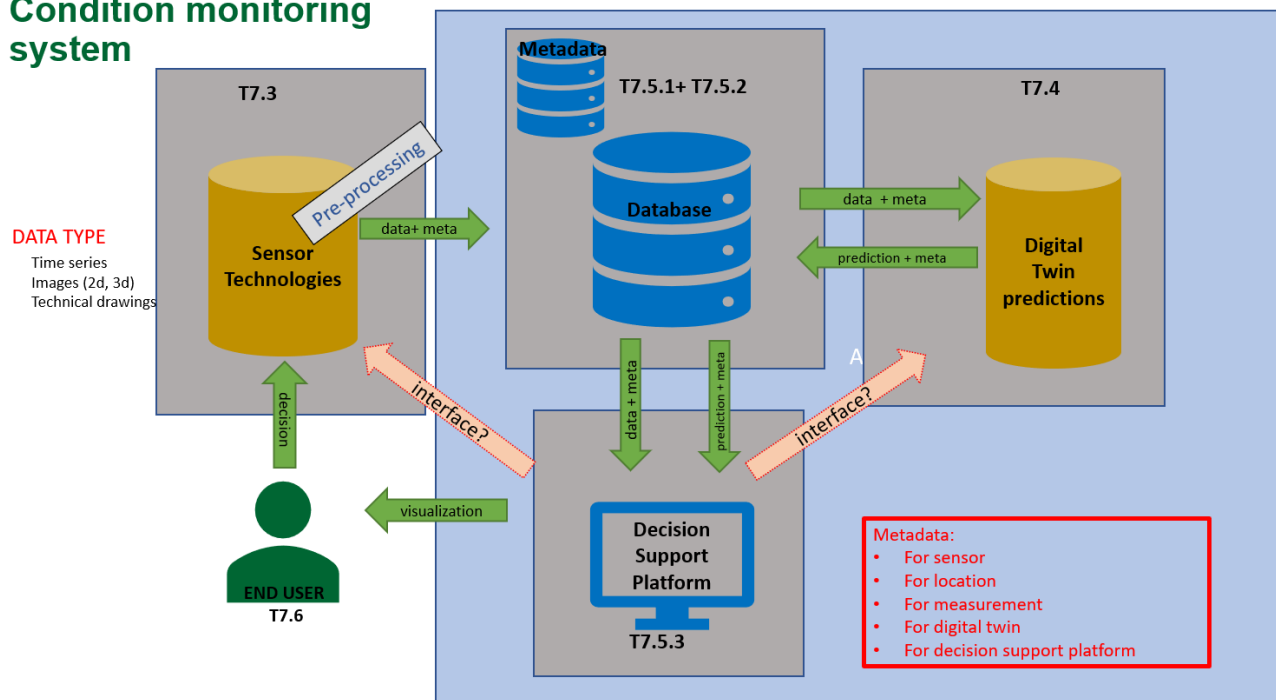 Condition monitoring
system
T7.3
Pre-processing
Sensor
Technologies
data+ meta
DATA TYPE
Time series
Images (2d, 3d)
Technical drawings
Metadata
T7.5.1+ T7.5.2
Database
data + meta
prediction + meta
T7.4
Digital
Twin
predictions
A
interface?
interface?
data + meta
prediction + meta
decision
visualization
END USER
T7.6
Decision
Support
Platform
T7.5.3
Metadata:
• For sensor
• For location
• For measurement
• For digital twin
• For decision support platform